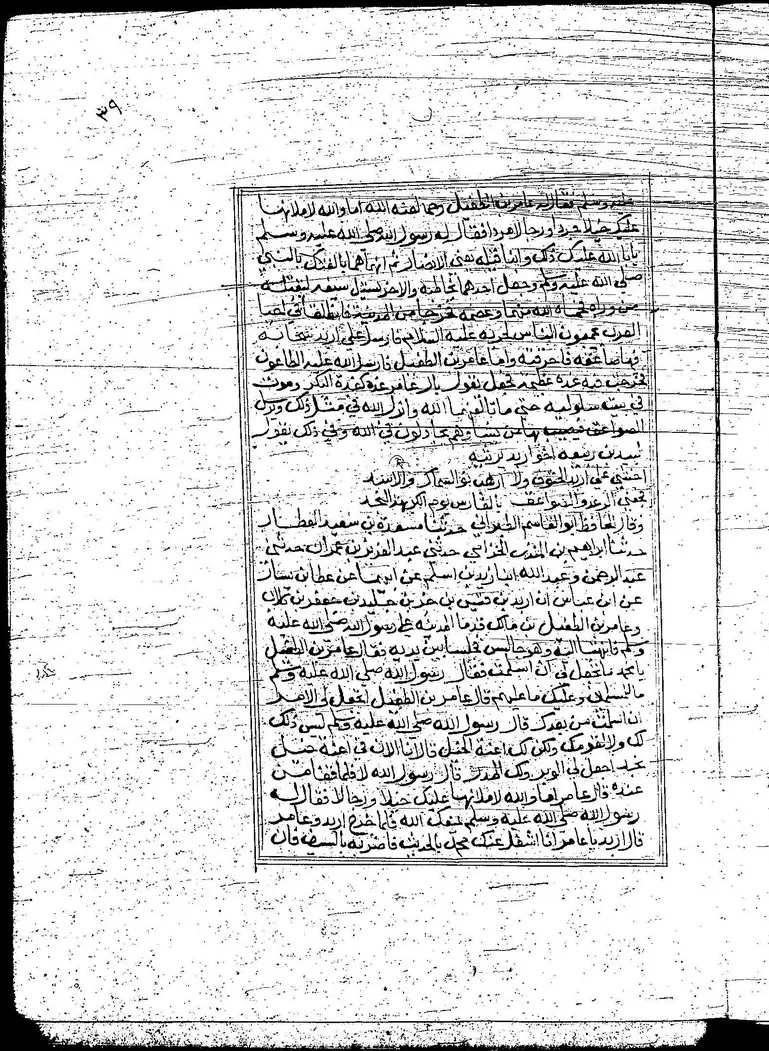 ٣٩
عليه وسلم فقال له عامر بن الطفيل وجماعته لعنه الله اما والله لاملانها
عليك خيلا جردا ورجالا مردا فقال له رسول الله صلى الله عليه وسلم
يابا الله عليك ذلك وابنا قيلة يعني الانصار ثم انهما هما بالفتك بالنبي
صلى الله عليه وسلم وجعل احدهما يخاطبه والاخر يستل سيفه ليقتله
من ورائه فحماه الله منهما وعصمه فخرجا من المدينة فانطلقا في احيا
العرب يجمعون الناس لحربه عليه السلام فارسل على اربد سحابة
فيها صاعقة فاحرقته واما عامر بن الطفيل فارسل الله عليه الطاعون
فخرجت فيه غدة عظيمة فجعل يقول يال عامر غدة كغدة البكر وموت
في بيت سلولية حتى ماتا لعنهما الله وانزل الله في مثل ذلك ويرسل
الصواعق فيصيب بها من يشاء وهم يجادلون في الله وفي ذلك يقول
لبيد بن ربيعة اخو اربد يرثيه
اخشى على اربد الحتوف ولا ارهب نو السماك والاسد
فجعني الرعد والصواعق بالفارس يوم الكريهة النجد
وقال الحافظ ابو القاسم الطبراني حدثنا مسعدة بن سعيد العطار
حدثنا ابراهيم بن المنذر الحزامي حدثني عبد العزيز بن عمران حدثني
عبد الرحمن وعبد الله ابنا زيد بن اسلم عن ابيهما عن عطا بن يسار
عن ابن عباس ان اربد بن قيس بن جزء بن جليد بن جعفر بن كلاب
وعامر بن الطفيل بن مالك قدما المدينة على رسول الله صلى الله عليه
وسلم فانتهيا اليه وهو جالس فجلسا بين يديه فقال عامر بن الطفيل
يا محمد ما تجعل لي ان اسلمت فقال رسول الله صلى الله عليه وسلم لك
ما للمسلمين وعليك ما عليهم قال عامر بن الطفيل اتجعل لي الامر
ان اسلمت من بعدك قال رسول الله صلى الله عليه وسلم ليس ذلك
لك ولا لقومك ولكن لك اعنة الخيل قال انا الان في اعنة خيل
نجد اجعل لي الوبر ولك المدر قال رسول الله لا فلما قفا من
عنده قال عامر اما والله لاملانها عليك خيلا ورجالا فقال له
رسول الله صلى الله عليه وسلم يمنعك الله فلما خرج اربد وعامر
قال اربد يا عامر انا اشغل عنك محمدا بالحديث فاضربه بالسيف فان